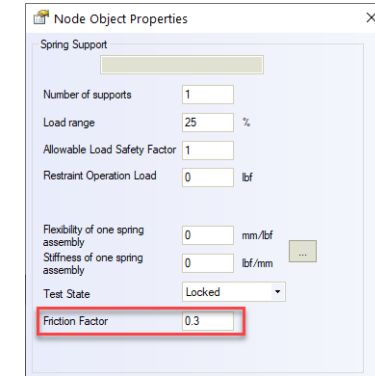 Node Object Properties
Spring Support
Number of supports 1
Load range 25 %
Allowable Load Safety Factor 1
Restraint Operation Load 0 lbf
Flexibility of one spring
assembly 0 mm/lbf
Stiffness of one spring
assembly 0 lbf/mm
...
Test State Locked
Friction Factor 0.3